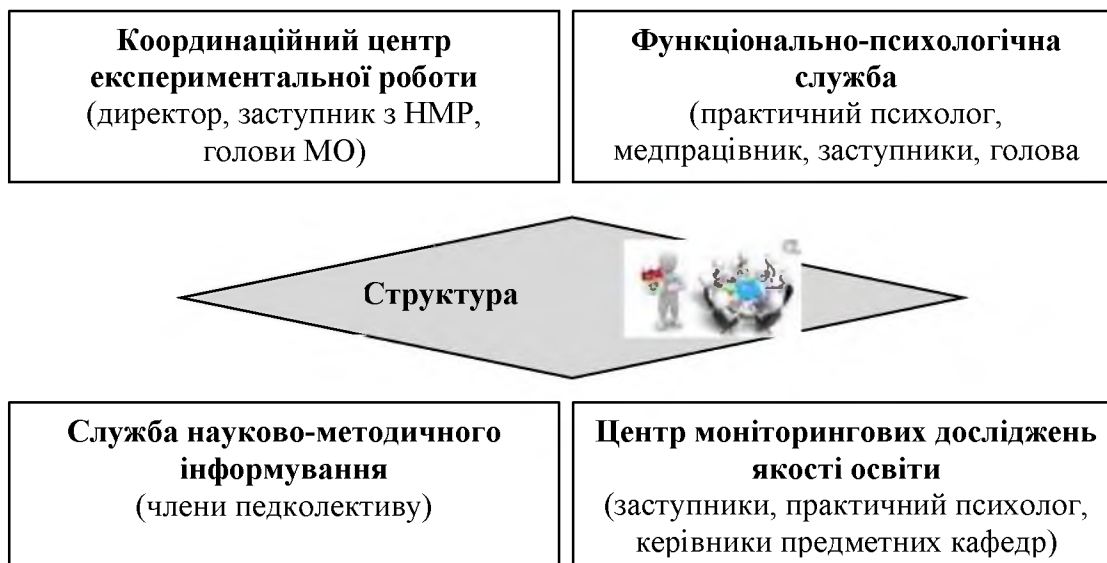 Координаційний центр
експериментальної роботи
(директор, заступник з НМР,
голови МО)
Функціонально-психологічна
служба
(практичний психолог,
медпрацівник, заступники, голова
Структура
Служба науково-методичного
інформування
(члени педколективу)
Центр моніторингових досліджень
якості освіти
(заступники, практичний психолог,
керівники предметних кафедр)